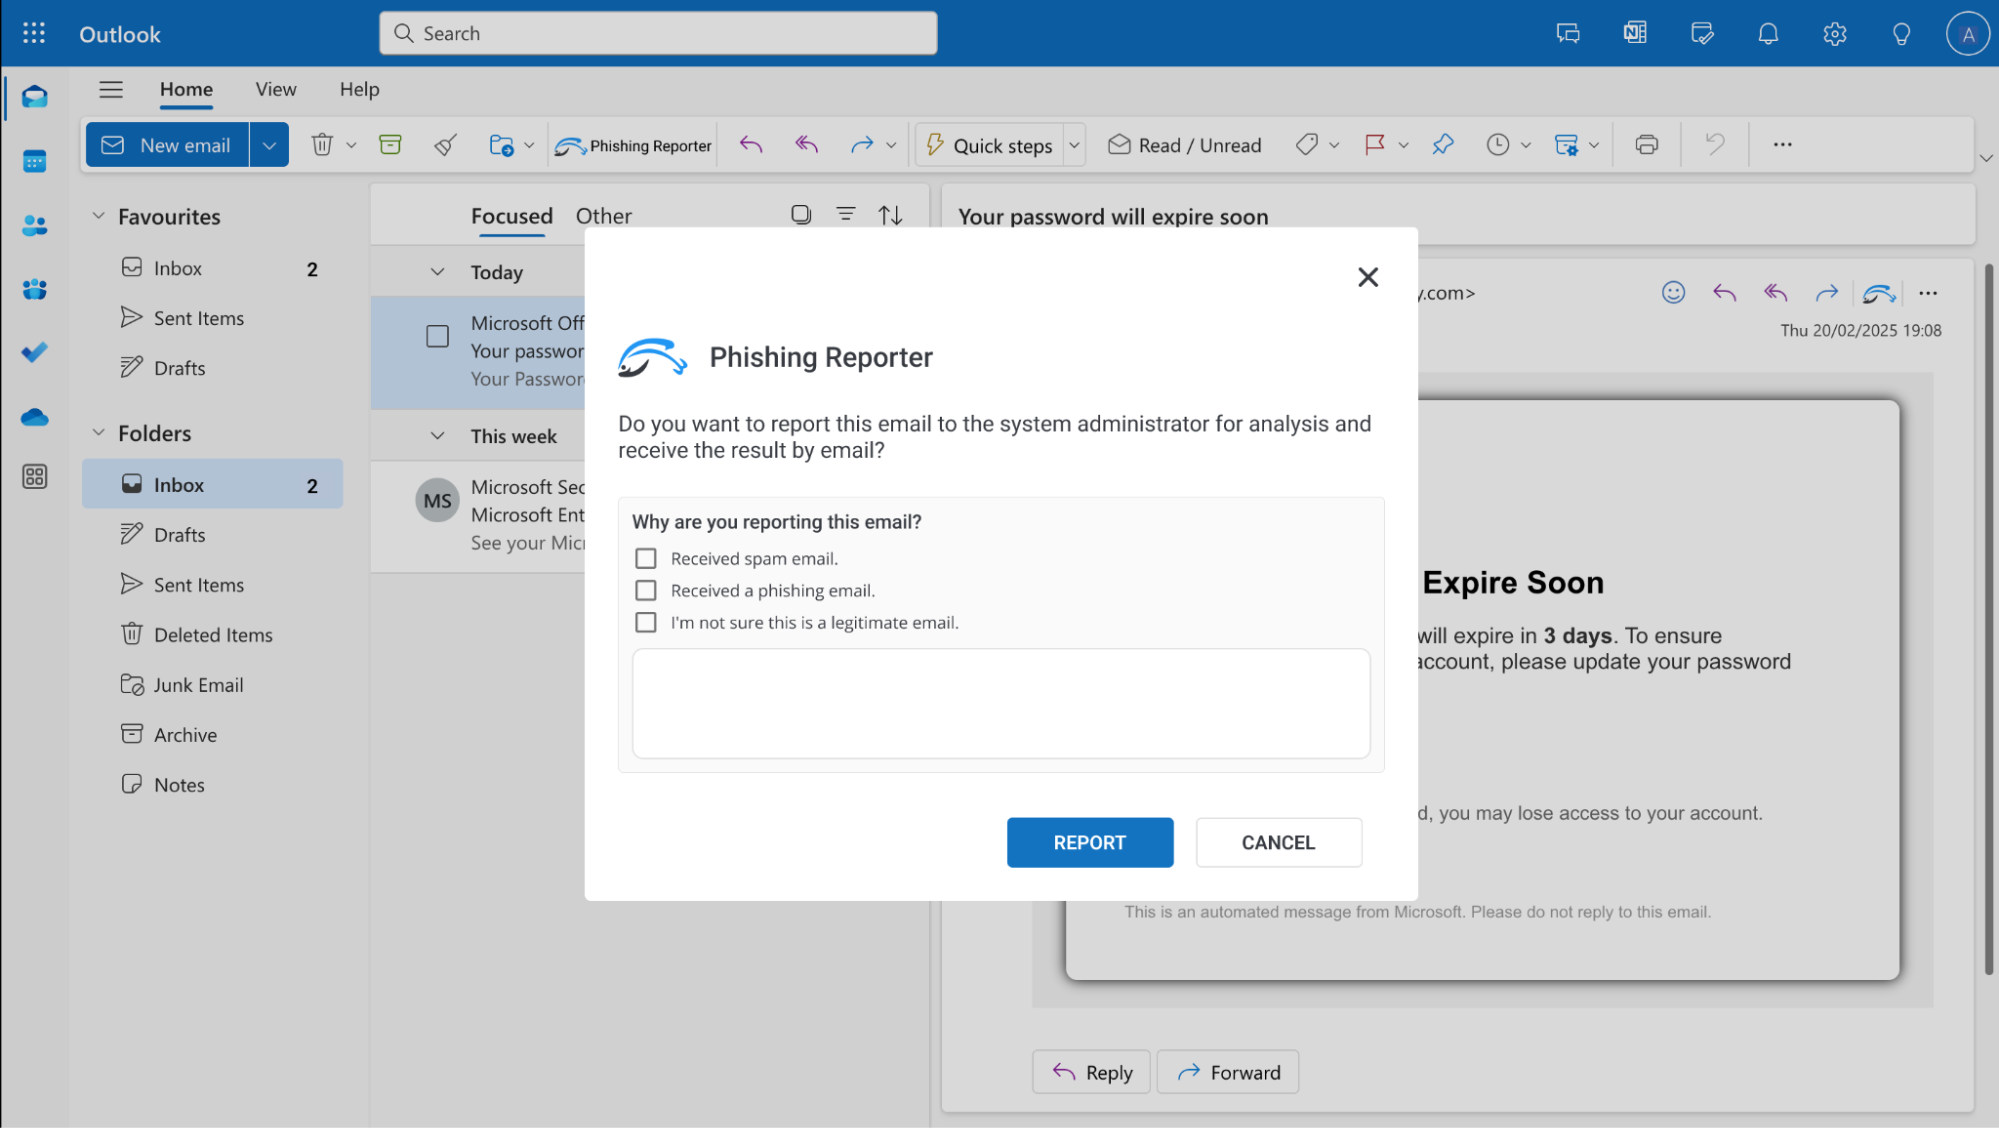 Outlook
Search
A
Home View Help
New email
Phishing Reporter
Quick steps
Read / Unread
Favourites
Inbox 2
Sent Items
Drafts
Folders
Inbox 2
Drafts
Sent Items
Deleted Items
Junk Email
Archive
Notes
Focused Other
Today
Microsoft Off
Your passwor
Your Passwor
This week
MS
Microsoft Sec
Microsoft Ent
See your Micr
Your password will expire soon
y.com>
Thu 20/02/2025 19:08
Phishing Reporter
Do you want to report this email to the system administrator for analysis and
receive the result by email?
Why are you reporting this email?
Received spam email.
Received a phishing email.
I'm not sure this is a legitimate email.
REPORT CANCEL
Expire Soon
will expire in 3 days. To ensure
account, please update your password
d, you may lose access to your account.
This is an automated message from Microsoft. Please do not reply to this email.
Reply Forward